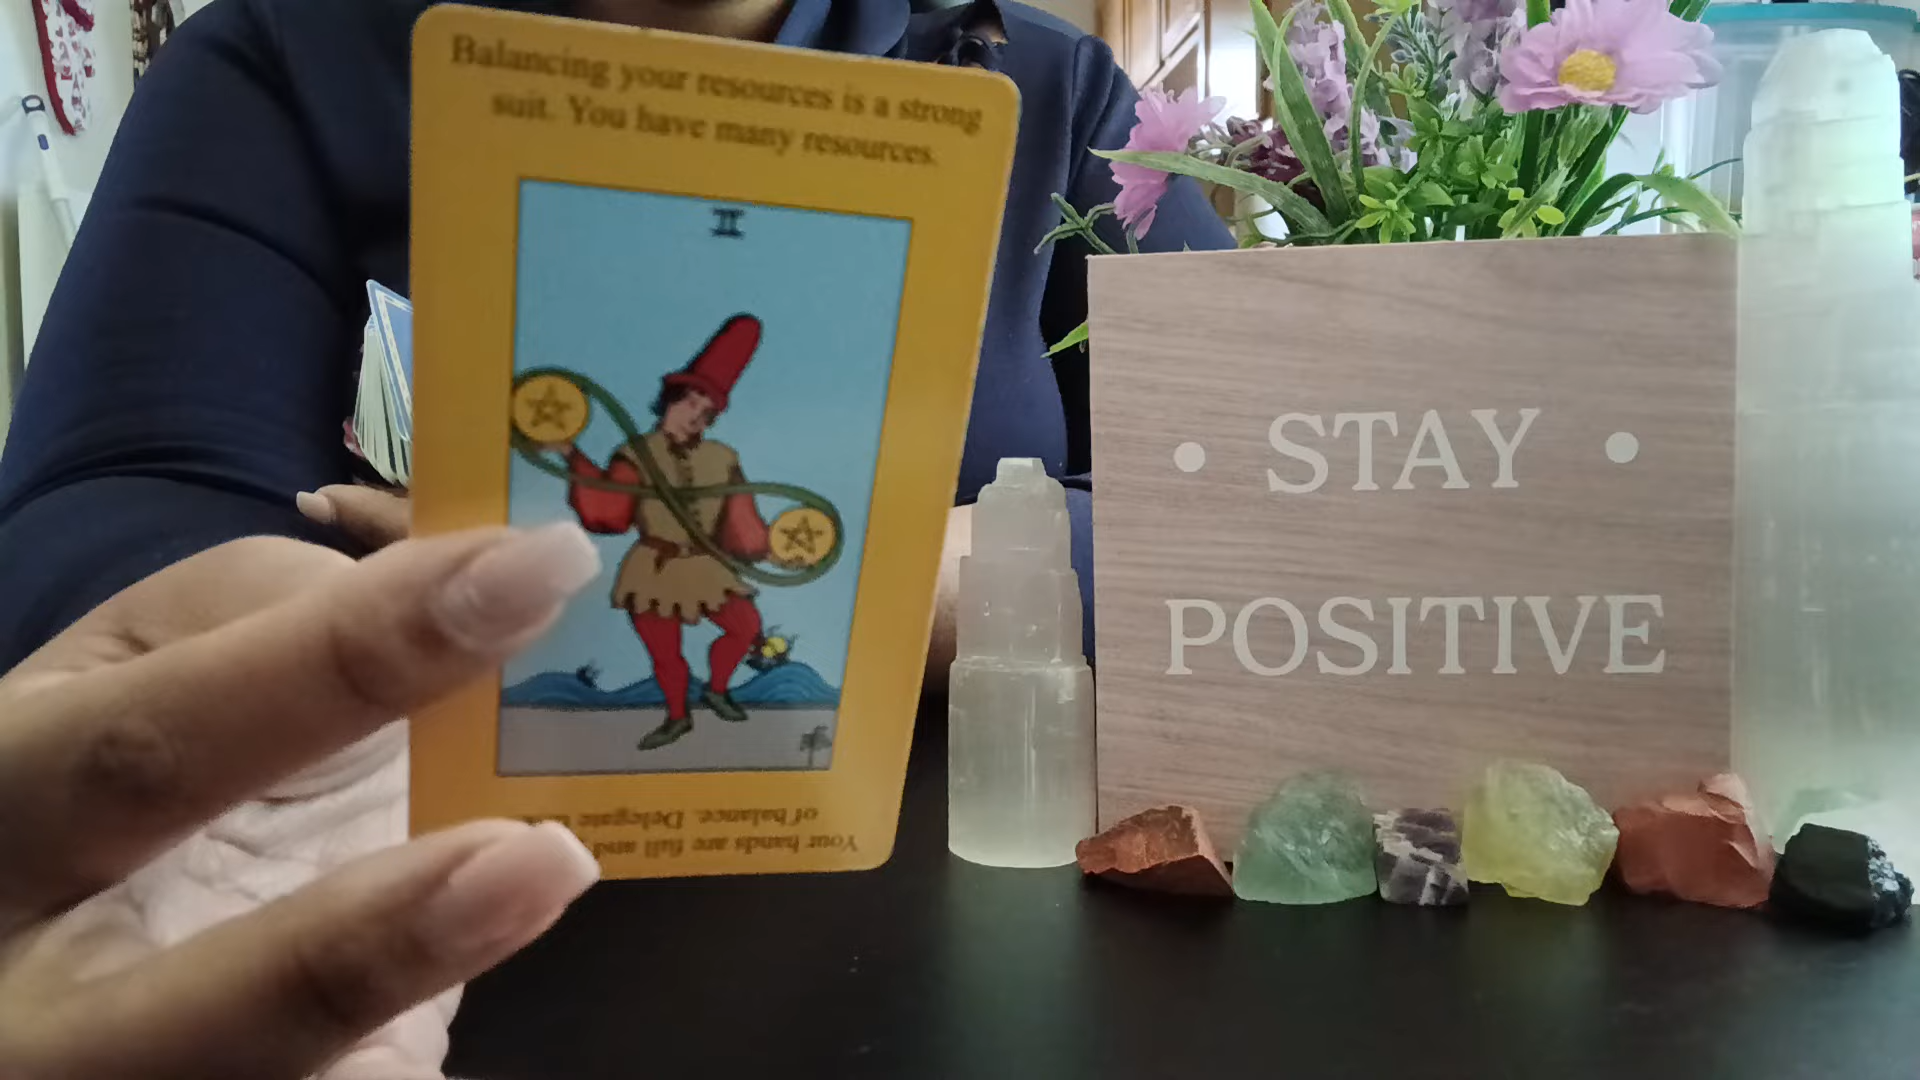 Balancing your resources is a strong
suit. You have many resources.
II
Your hands are full and
of balance. Delegate
STAY
POSITIVE